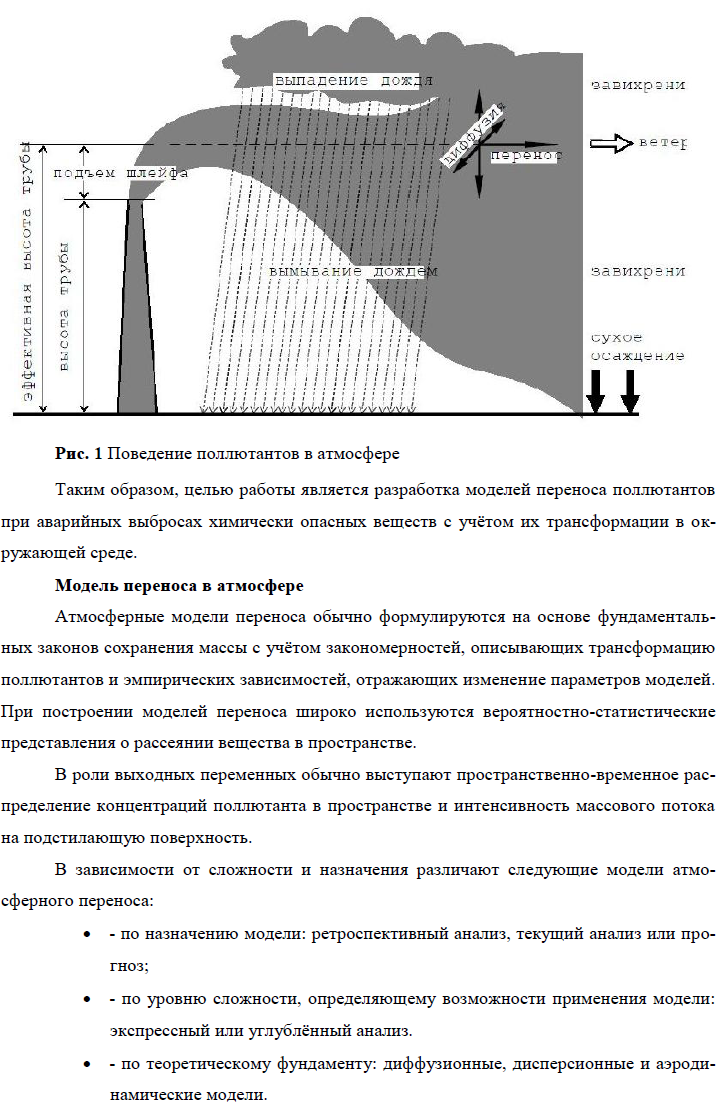 выпадение дождя
завихрени
диффузия
ветер
перенос
подъем шлейфа
эффективная высота трубы
высота трубы
вымывание дождем
завихрени
сухое
осаждение
Рис. 1 Поведение поллютантов в атмосфере
Таким образом, целью работы является разработка моделей переноса поллютантов
при аварийных выбросах химически опасных веществ с учётом их трансформации в ок-
ружающей среде.
Модель переноса в атмосфере
Атмосферные модели переноса обычно формулируются на основе фундаменталь-
ных законов сохранения массы с учётом закономерностей, описывающих трансформацию
поллютантов и эмпирических зависимостей, отражающих изменение параметров моделей.
При построении моделей переноса широко используются вероятностно-статистические
представления о рассеянии вещества в пространстве.
В роли выходных переменных обычно выступают пространственно-временное рас-
пределение концентраций поллютанта в пространстве и интенсивность массового потока
на подстилающую поверхность.
В зависимости от сложности и назначения различают следующие модели атмо-
сферного переноса:
• - по назначению модели: ретроспективный анализ, текущий анализ или про-
гноз;
• - по уровню сложности, определяющему возможности применения модели:
экспрессный или углублённый анализ.
• - по теоретическому фундаменту: диффузионные, дисперсионные и аэроди-
намические модели.